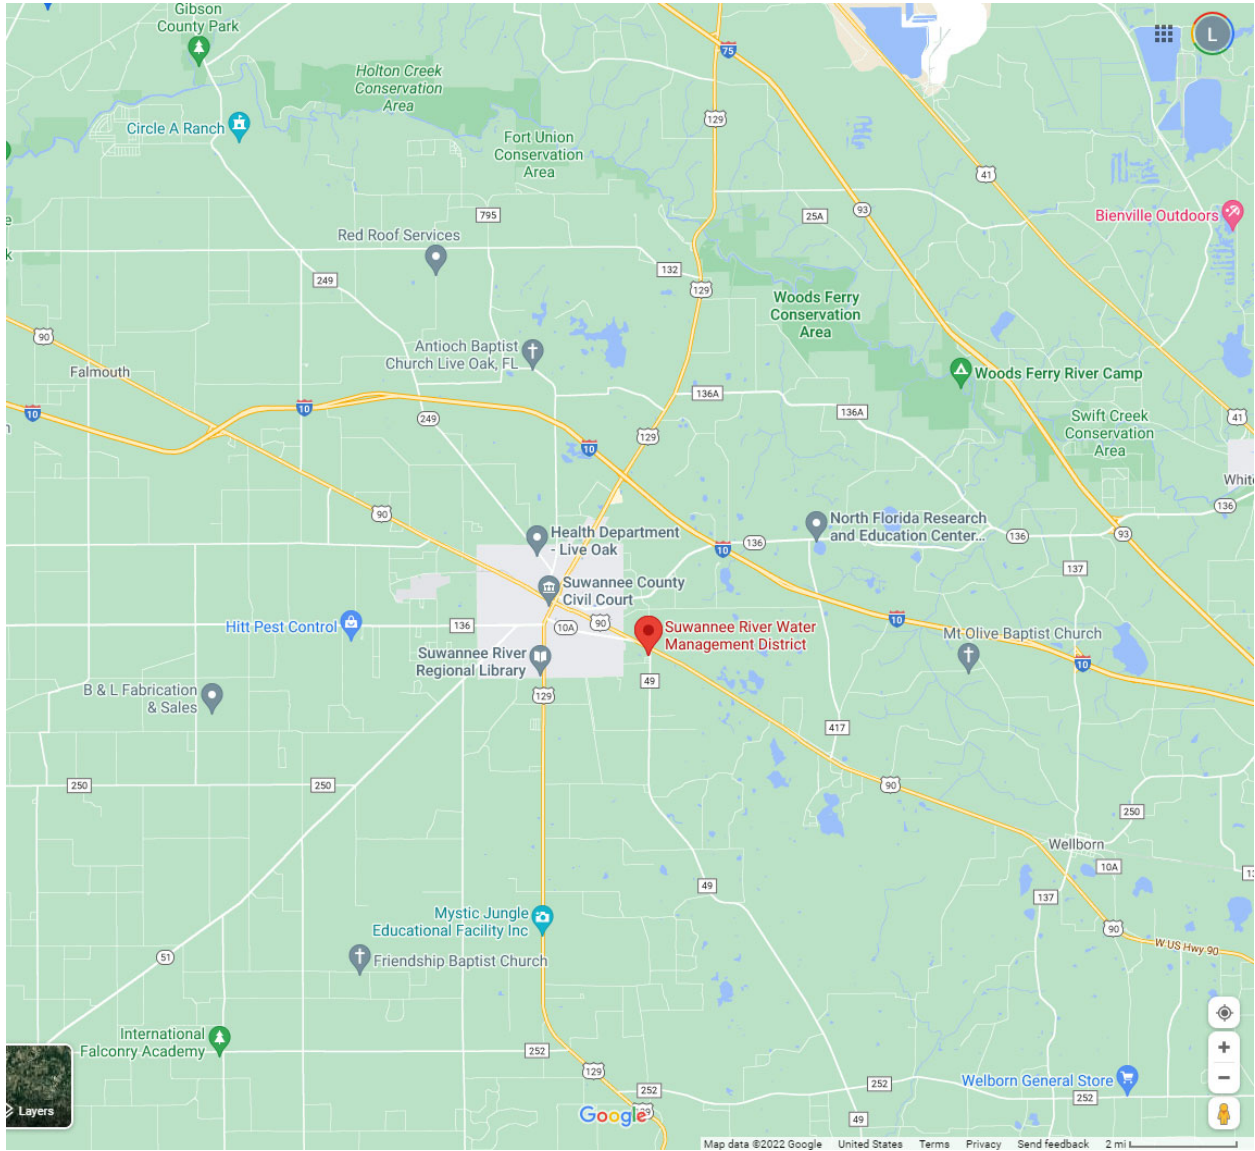 Gibson
County Park
75
L
Holton Creek
Conservation
Area
129
Circle A Ranch
Fort Union
Conservation
Area
41
795
25A
93
Bienville Outdoors
Red Roof Services
132
249
129
Woods Ferry
Conservation
Area
90
Antioch Baptist
Church Live Oak, FL
Falmouth
Woods Ferry River Camp
136A
136A
10
10
249
129
10
Swift Creek
Conservation
Area
41
White
136
90
Health Department
- Live Oak
North Florida Research
and Education Center...
136
136
93
10
137
Suwannee County
Civil Court
Hitt Pest Control
136
10A
90
Suwannee River Water
Management District
10
Mt Olive Baptist Church
10
Suwannee River
Regional Library
49
129
B & L Fabrication
& Sales
417
250
250
90
250
Wellborn
10A
49
137
Mystic Jungle
Educational Facility Inc
90
W US Hwy 90
51
Friendship Baptist Church
International
Falconry Academy
252
129
252
252
Welborn General Store
252
Layers
Google
49
Map data ©2022 Google United States Terms Privacy Send feedback 2 mi